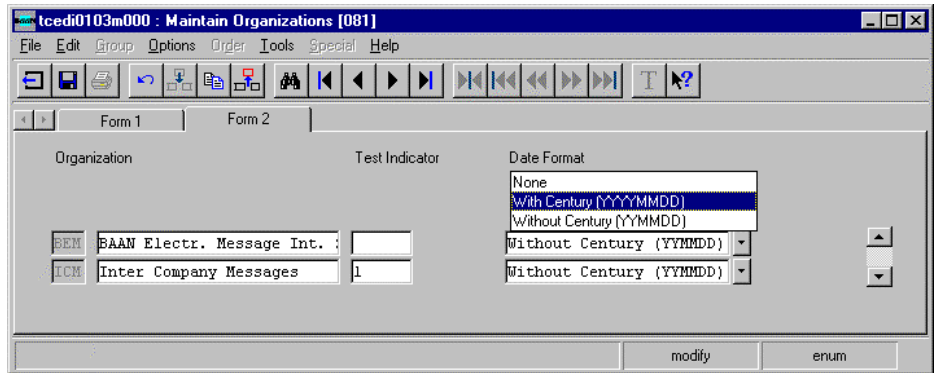 Baan tcedi0103m000 : Maintain Organizations [081]
File Edit Group Options Order Tools Special Help
T ?
Form 1 Form 2
Organization Test Indicator Date Format
None
With Century (YYYYMMDD)
Without Century (YYMMDD)
BEM BAAN Electr. Message Int. Without Century (YYMMDD)
ICM Inter Company Messages 1 Without Century (YYMMDD)
modify enum